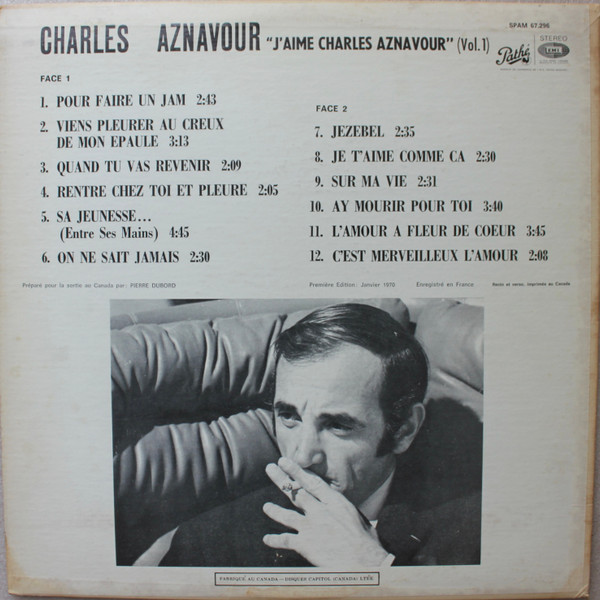 CHARLES AZNAVOUR "J'AIME CHARLES AZNAVOUR" (Vol.1)
SPAM 67.296
Pathé
STEREO
EMI
FACE 1
1. POUR FAIRE UN JAM 2:43
2. VIENS PLEURER AU CREUX
DE MON EPAULE 3:13
3. QUAND TU VAS REVENIR 2:09
4. RENTRE CHEZ TOI ET PLEURE 2:05
5. SA JEUNESSE...
(Entre Ses Mains) 4:45
6. ON NE SAIT JAMAIS 2:30
FACE 2
7. JEZEBEL 2:35
8. JE T'AIME COMME CA 2:30
9. SUR MA VIE 2:31
10. AY MOURIR POUR TOI 3:40
11. L'AMOUR A FLEUR DE COEUR 3:45
12. C'EST MERVEILLEUX L'AMOUR 2:08
Préparé pour la sortie au Canada par: PIERRE DUBORD
Première Edition: Janvier 1970
Enregistré en France
imprimés au Canada
FABRIQUÉ AU CANADA – DISQUES CAPITOL (CANADA) LTÉE